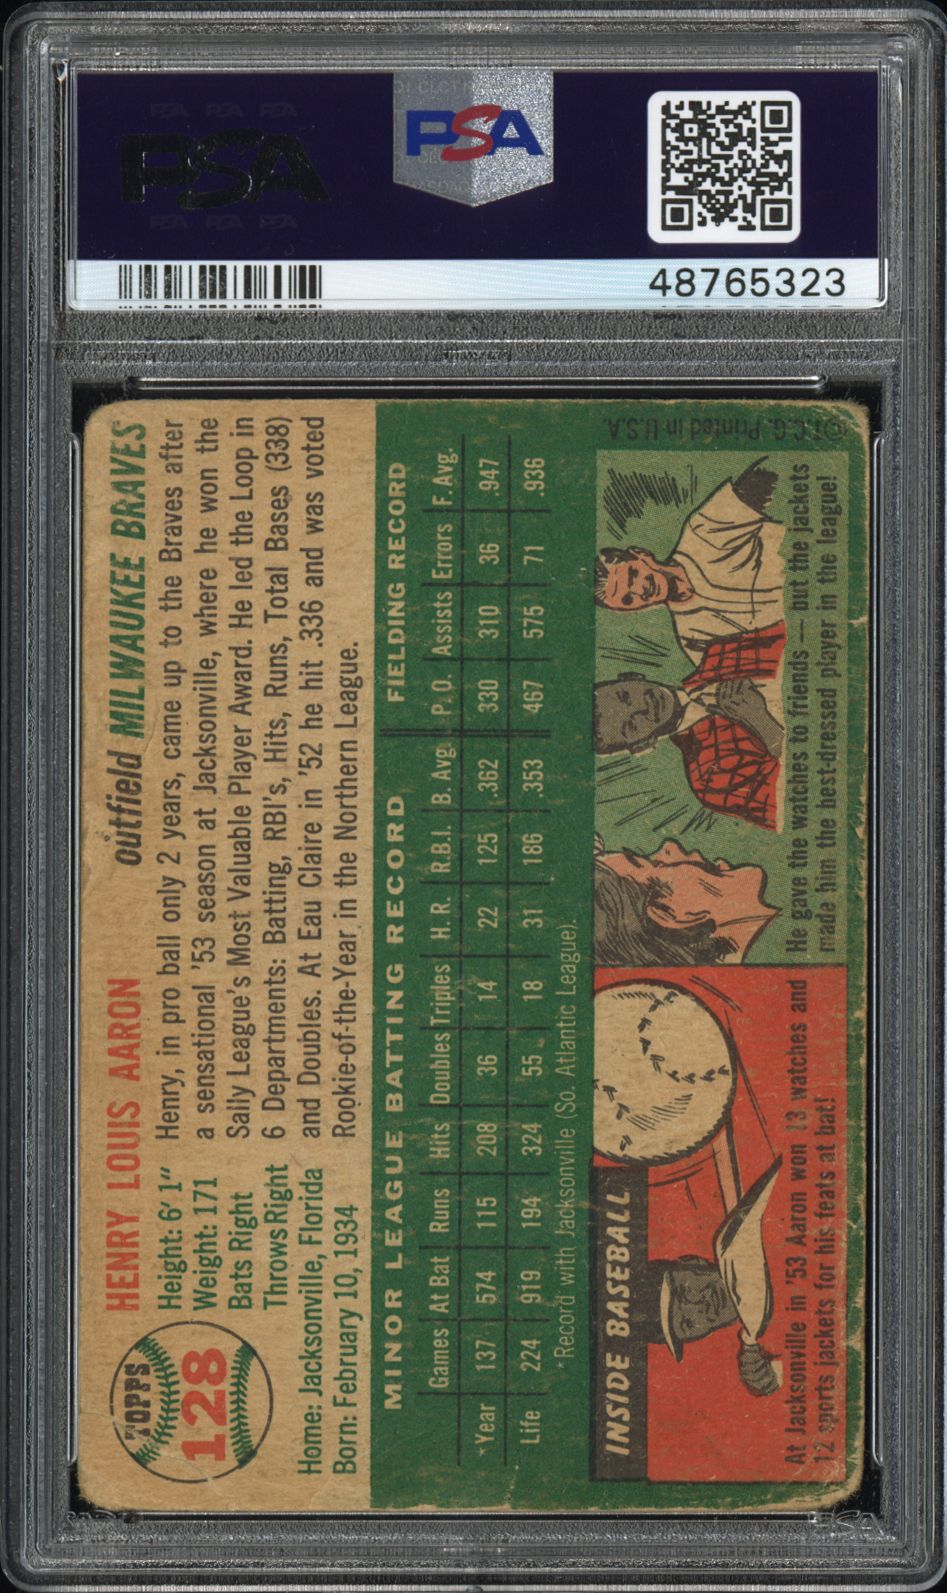 PSA PSA PSA
PSA
PSA PSA PSA
PSA
48765323
TOPPS
128
HENRY LOUIS AARON
outfield MILWAUKEE BRAVES
Height: 6'1"
Weight: 171
Bats Right
Throws Right
Home: Jacksonville, Florida
Born: February 10, 1934
Henry, in pro ball only 2 years, came up to the Braves after
a sensational '53 season at Jacksonville, where he won the
Sally League's Most Valuable Player Award. He led the Loop in
6 Departments: Batting, RBI's, Hits, Runs, Total Bases (338)
and Doubles. At Eau Claire in '52 he hit .336 and was voted
Rookie-of-the-Year in the Northern League.
MINOR LEAGUE BATTING RECORD FIELDING RECORD
Games At Bat Runs Hits Doubles Triples H. R. R.B.I. B. Avg. P. O. Assists Errors F. Avg.
*Year 137 574 115 208 36 14 22 125 .362 330 310 36 .947
Life 224 919 194 324 55 18 31 186 .353 467 575 71 .936
*Record with Jacksonville (So. Atlantic League).
INSIDE BASEBALL
At Jacksonville in '53 Aaron won 13 watches and
12 sports jackets for his feats at bat!
He gave the watches to friends — but the jackets
made him the best-dressed player in the league!
©T.C.G. Printed in U.S.A.